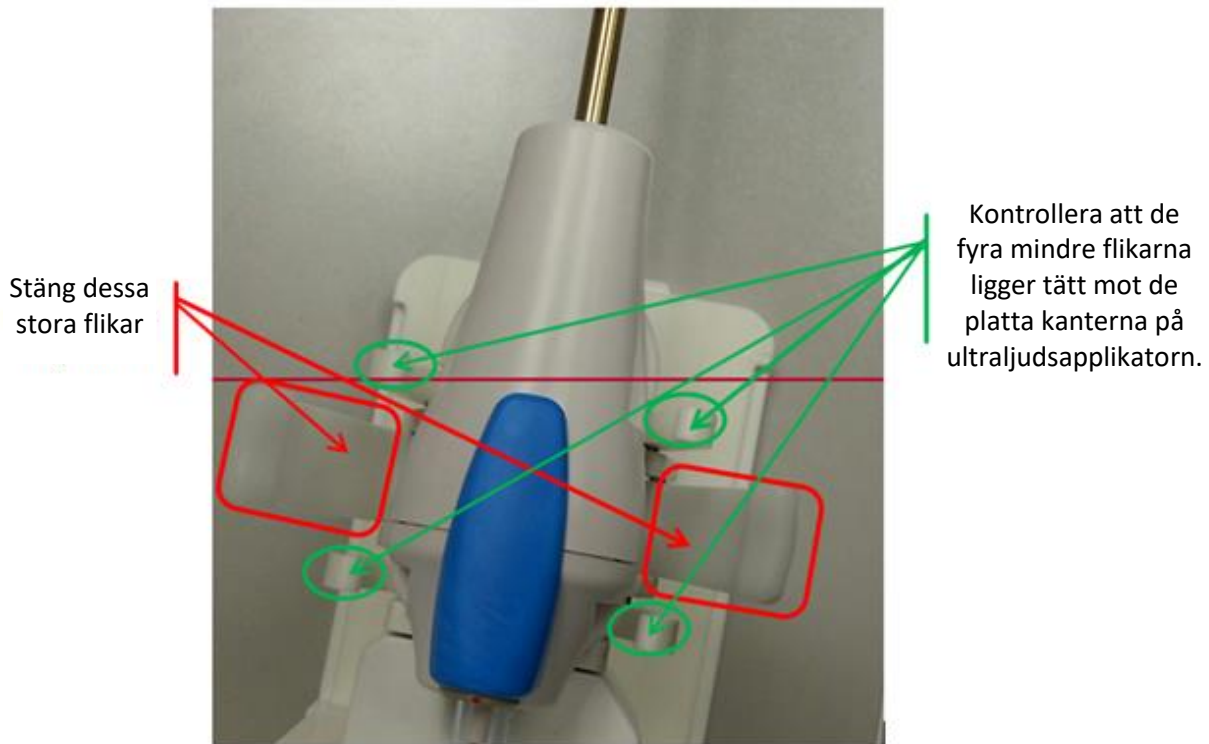 Stäng dessa
stora flikar
Kontrollera att de
fyra mindre flikarna
ligger tätt mot de
platta kanterna på
ultraljudsapplikatorn.